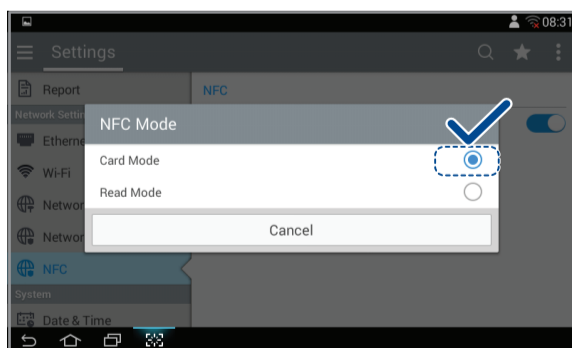 08:31
Settings
Report
NFC
Network Settin
NFC Mode
Etherne
Card Mode
Wi-Fi
Read Mode
Networ
Cancel
Networ
NFC
System
Date & Time